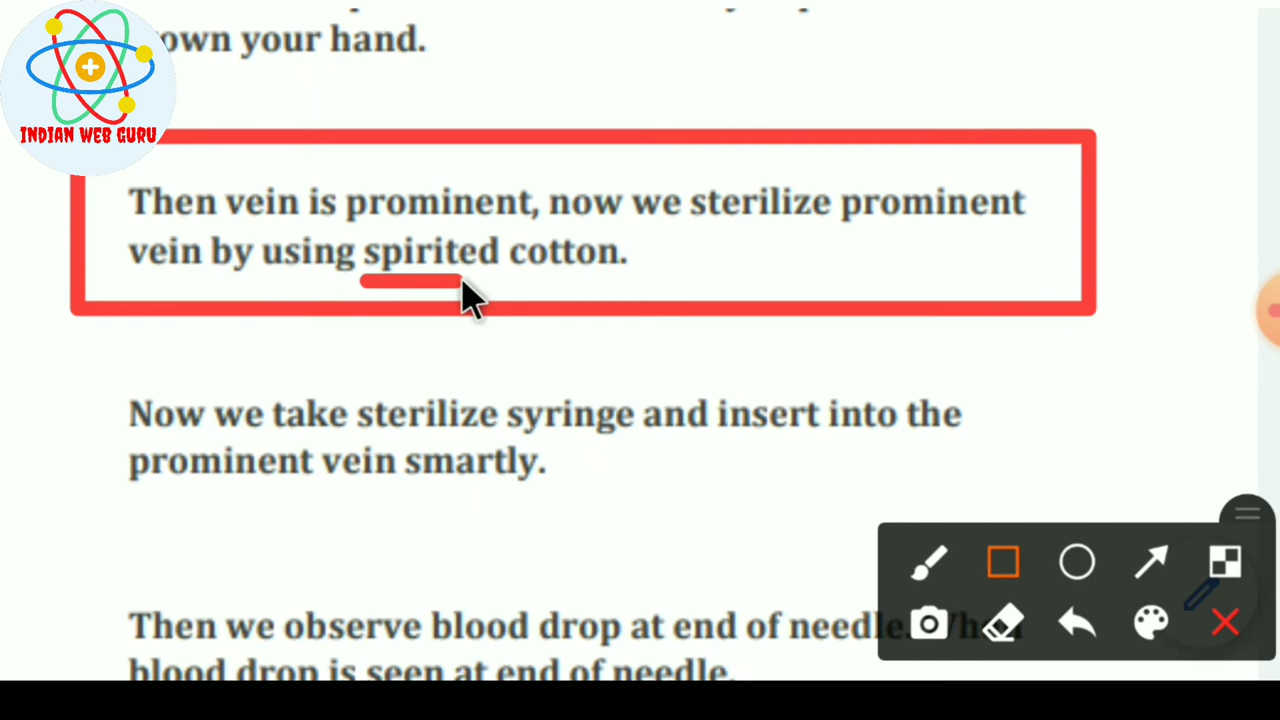 own your hand.
INDIAN WEB GURU
Then vein is prominent, now we sterilize prominent
vein by using spirited cotton.
Now we take sterilize syringe and insert into the
prominent vein smartly.
Then we observe blood drop at end of needle. When
blood drop is seen at end of needle.